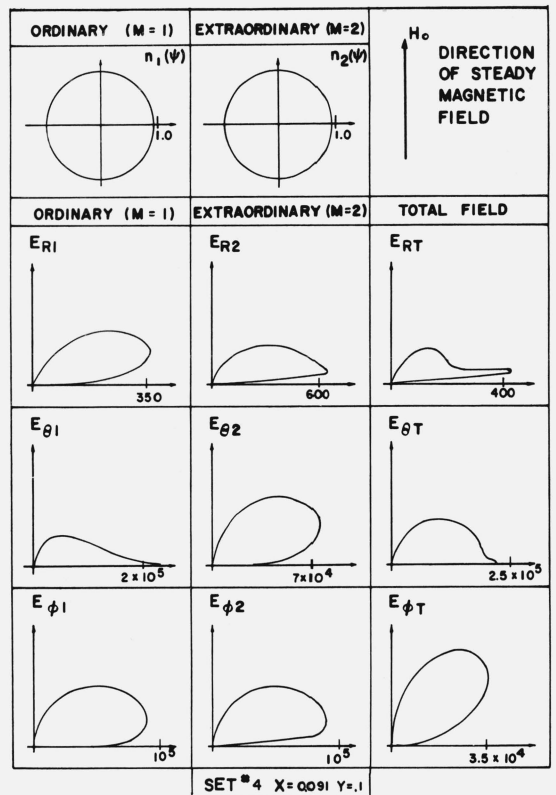 ORDINARY (M = 1)
EXTRAORDINARY (M=2)
n₁(ψ)
1.0
n₂(ψ)
1.0
H₀
DIRECTION
OF STEADY
MAGNETIC
FIELD
ORDINARY (M = 1)
EXTRAORDINARY (M=2)
TOTAL FIELD
E_R1
350
E_R2
600
E_RT
400
E_θ1
2 x 10⁵
E_θ2
7x10⁴
E_θT
2.5 x 10⁵
E_φ1
10⁵
E_φ2
10⁵
E_φT
3.5 x 10⁴
SET #4 X = 0.091 Y = .1